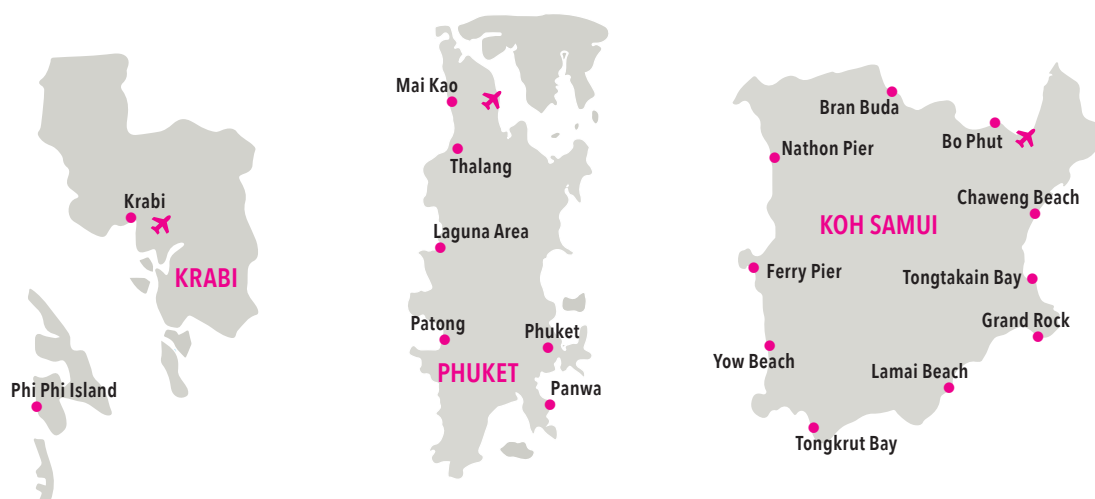 Krabi
KRABI
Phi Phi Island
Mai Kao
Thalang
Laguna Area
Patong
Phuket
PHUKET
Panwa
Bran Buda
Bo Phut
Nathon Pier
Chaweng Beach
KOH SAMUI
Ferry Pier
Tongtakain Bay
Grand Rock
Yow Beach
Lamai Beach
Tongkrut Bay